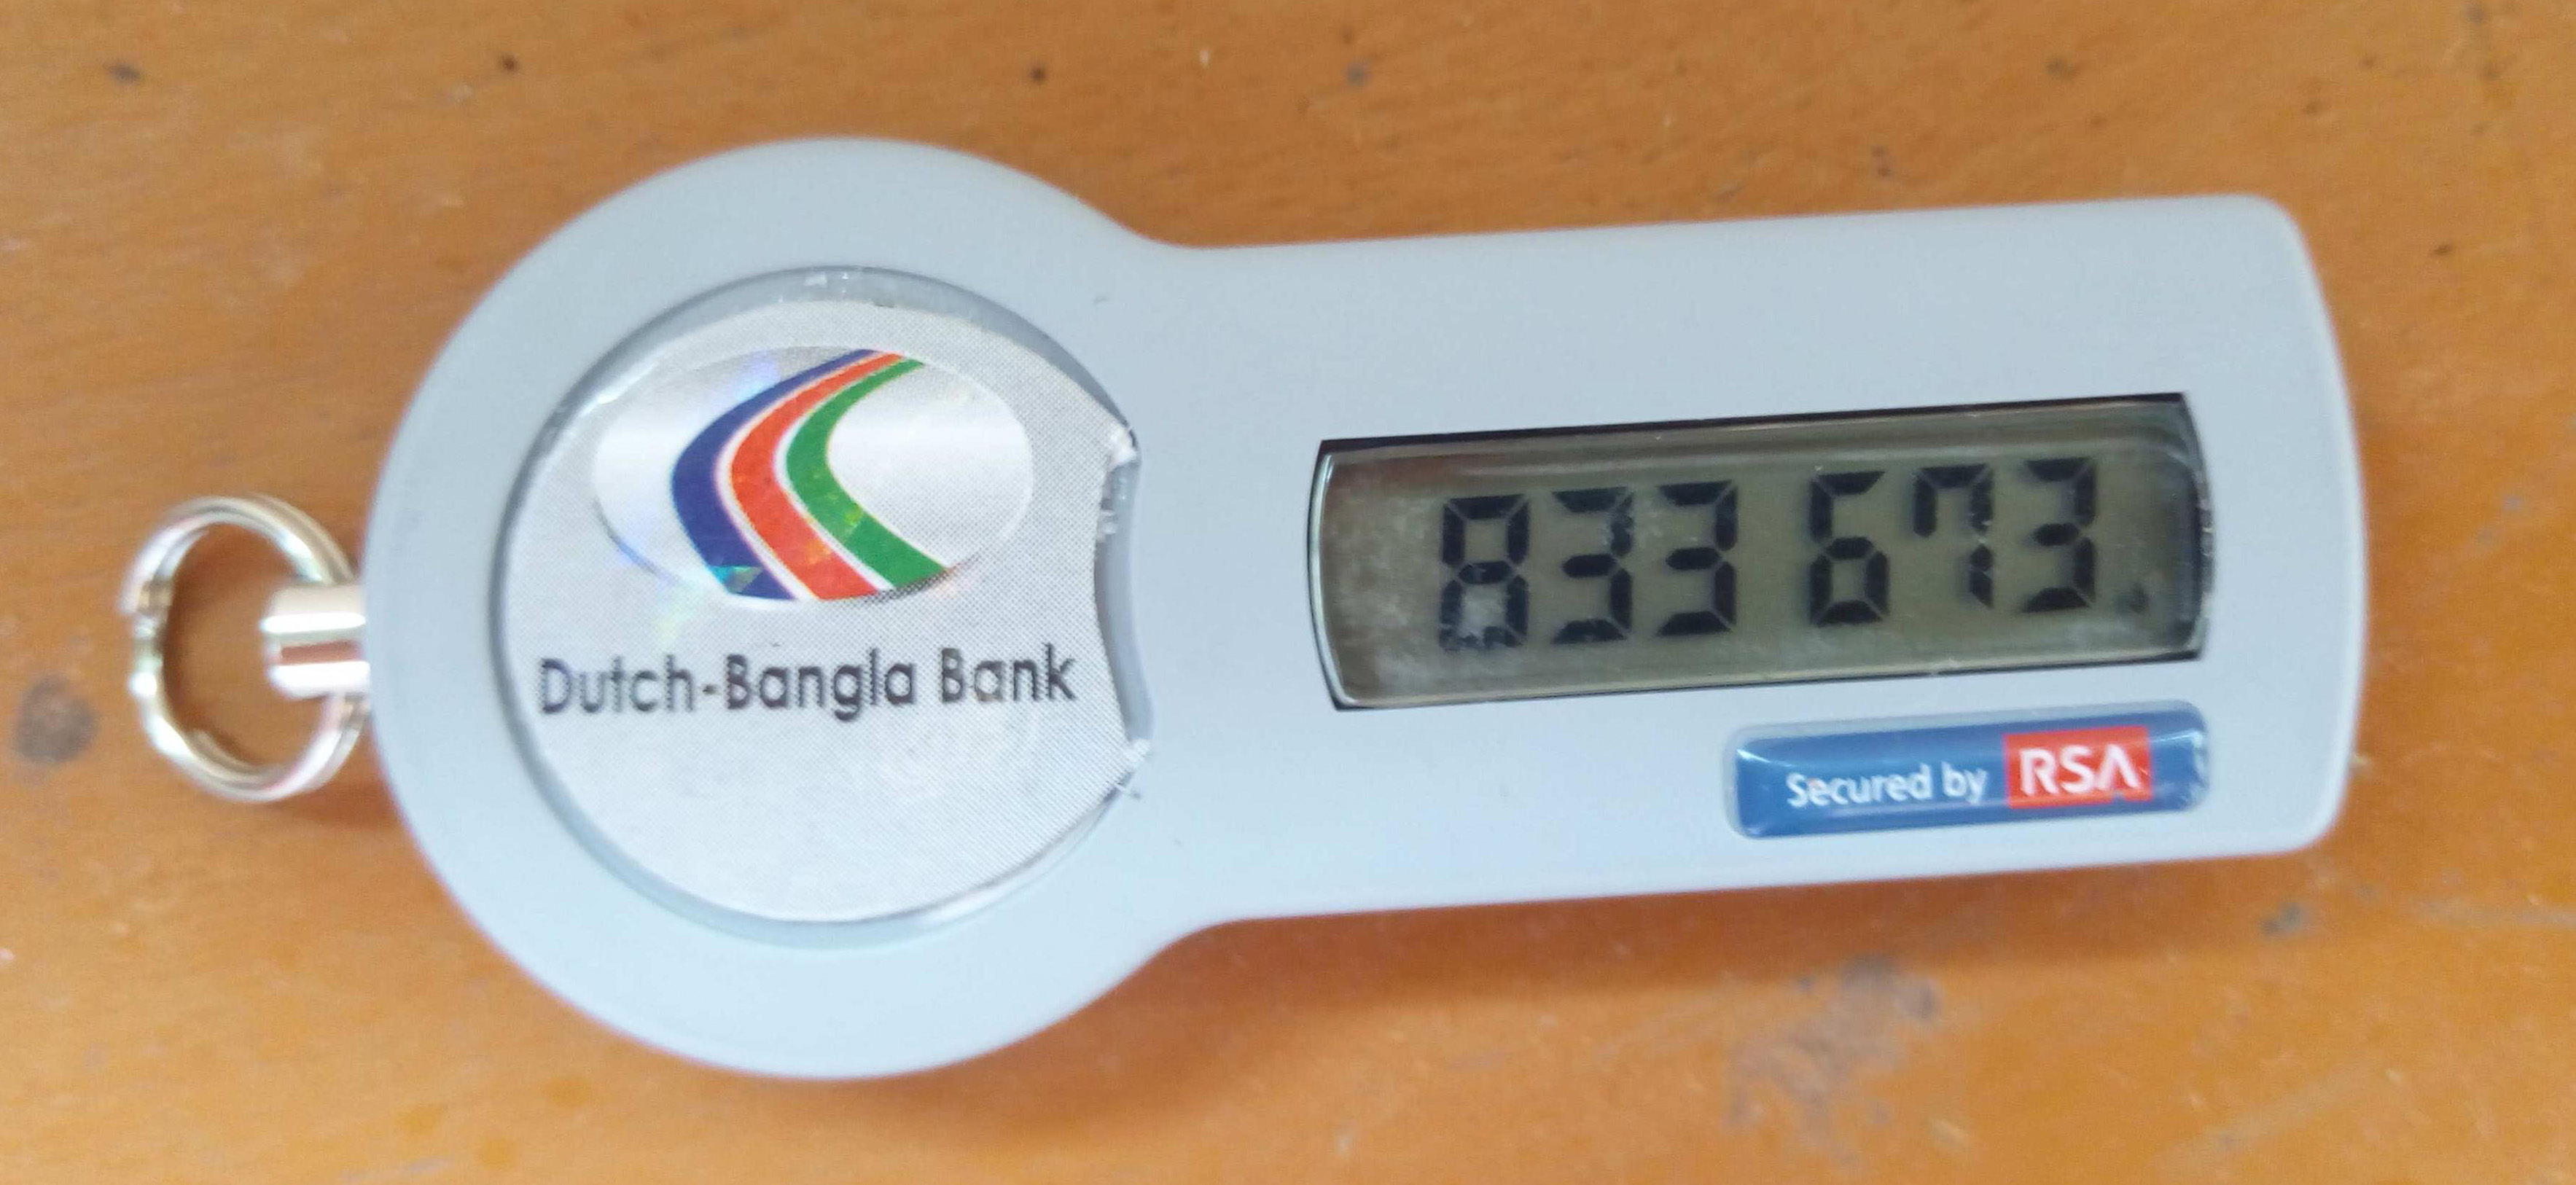 Dutch-Bangla Bank
833 673
Secured by RSA